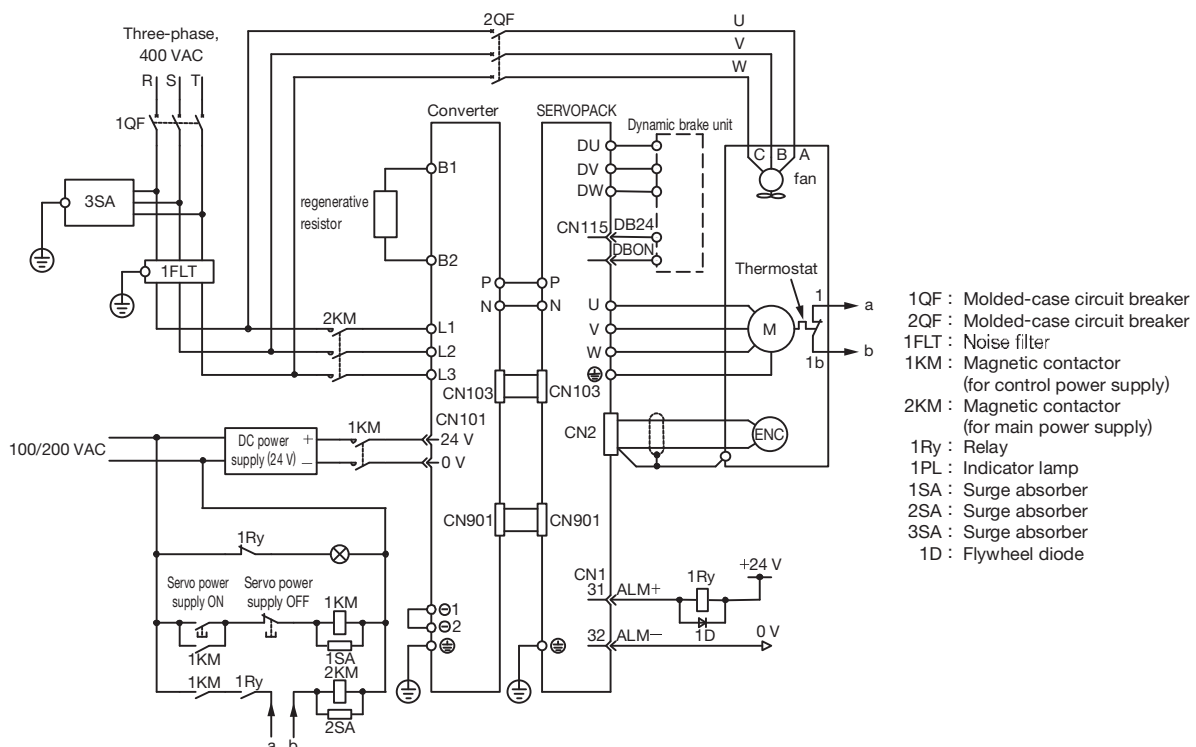 Three-phase,
400 VAC
R S T
1QF
2QF
U
V
W
3SA
1FLT
Converter
SERVOPACK
Dynamic brake unit
regenerative
resistor
B1
B2
DU
DV
DW
CN115
DB24
DBON
C B A
fan
Thermostat
P
N
P
N
2KM
L1
L2
L3
U
V
W
M
1
a
1b
b
CN103
CN103
CN101
100/200 VAC
DC power
supply (24 V)
+
−
1KM
24 V
0 V
CN2
ENC
CN901
CN901
1Ry
Servo power
supply ON
Servo power
supply OFF
1KM
1KM
1SA
1KM
1Ry
2KM
2SA
a b
⊖1
⊖2
CN1
31
ALM+
1Ry
+24 V
1D
32
ALM−
0 V
1QF : Molded-case circuit breaker
2QF : Molded-case circuit breaker
1FLT : Noise filter
1KM : Magnetic contactor
(for control power supply)
2KM : Magnetic contactor
(for main power supply)
1Ry : Relay
1PL : Indicator lamp
1SA : Surge absorber
2SA : Surge absorber
3SA : Surge absorber
1D : Flywheel diode